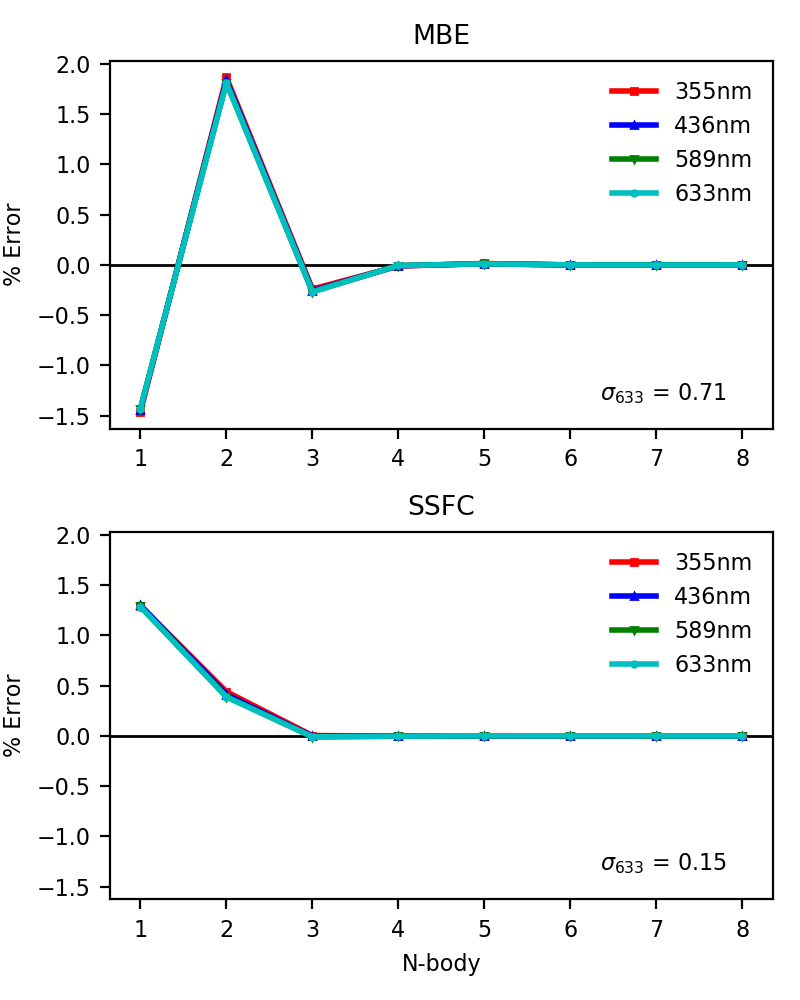 MBE
% Error
2.0
1.5
1.0
0.5
0.0
−0.5
−1.0
−1.5
355nm
436nm
589nm
633nm
σ633 = 0.71
1 2 3 4 5 6 7 8
SSFC
% Error
2.0
1.5
1.0
0.5
0.0
−0.5
−1.0
−1.5
355nm
436nm
589nm
633nm
σ633 = 0.15
1 2 3 4 5 6 7 8
N-body